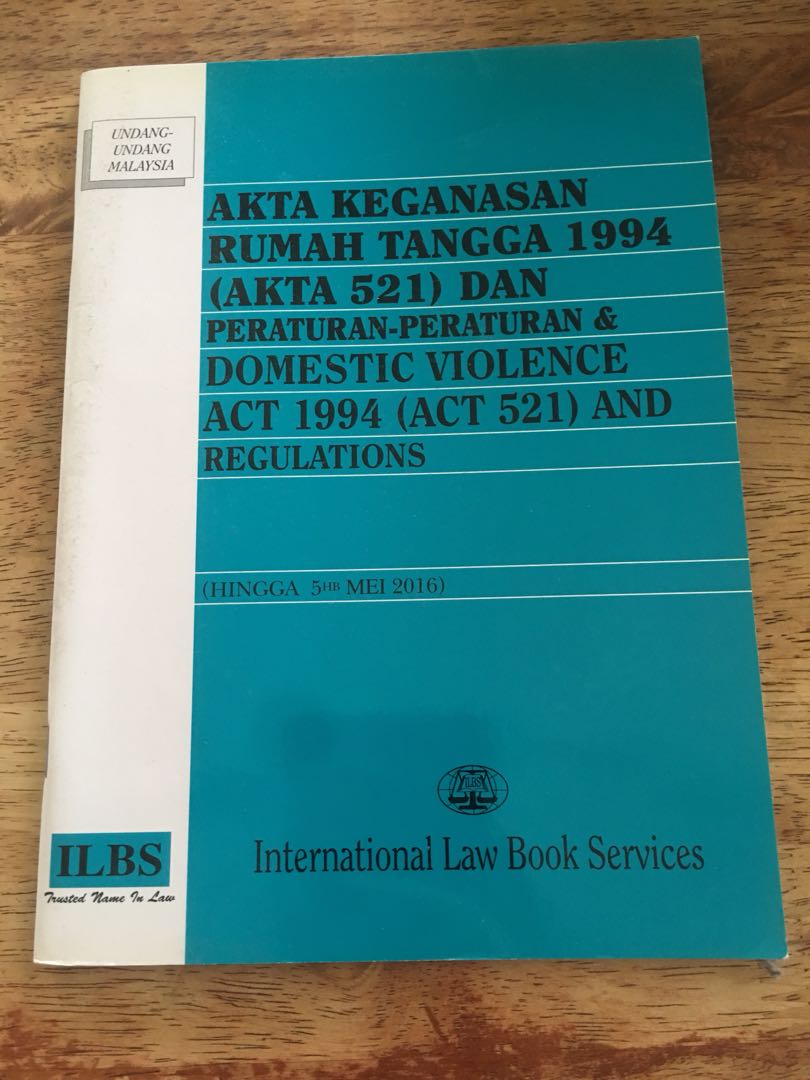 UNDANG-
UNDANG
MALAYSIA
AKTA KEGANASAN
RUMAH TANGGA 1994
(AKTA 521) DAN
PERATURAN-PERATURAN &
DOMESTIC VIOLENCE
ACT 1994 (ACT 521) AND
REGULATIONS
(HINGGA 5HB MEI 2016)
ILBS
International Law Book Services
ILBS
Trusted Name In Law